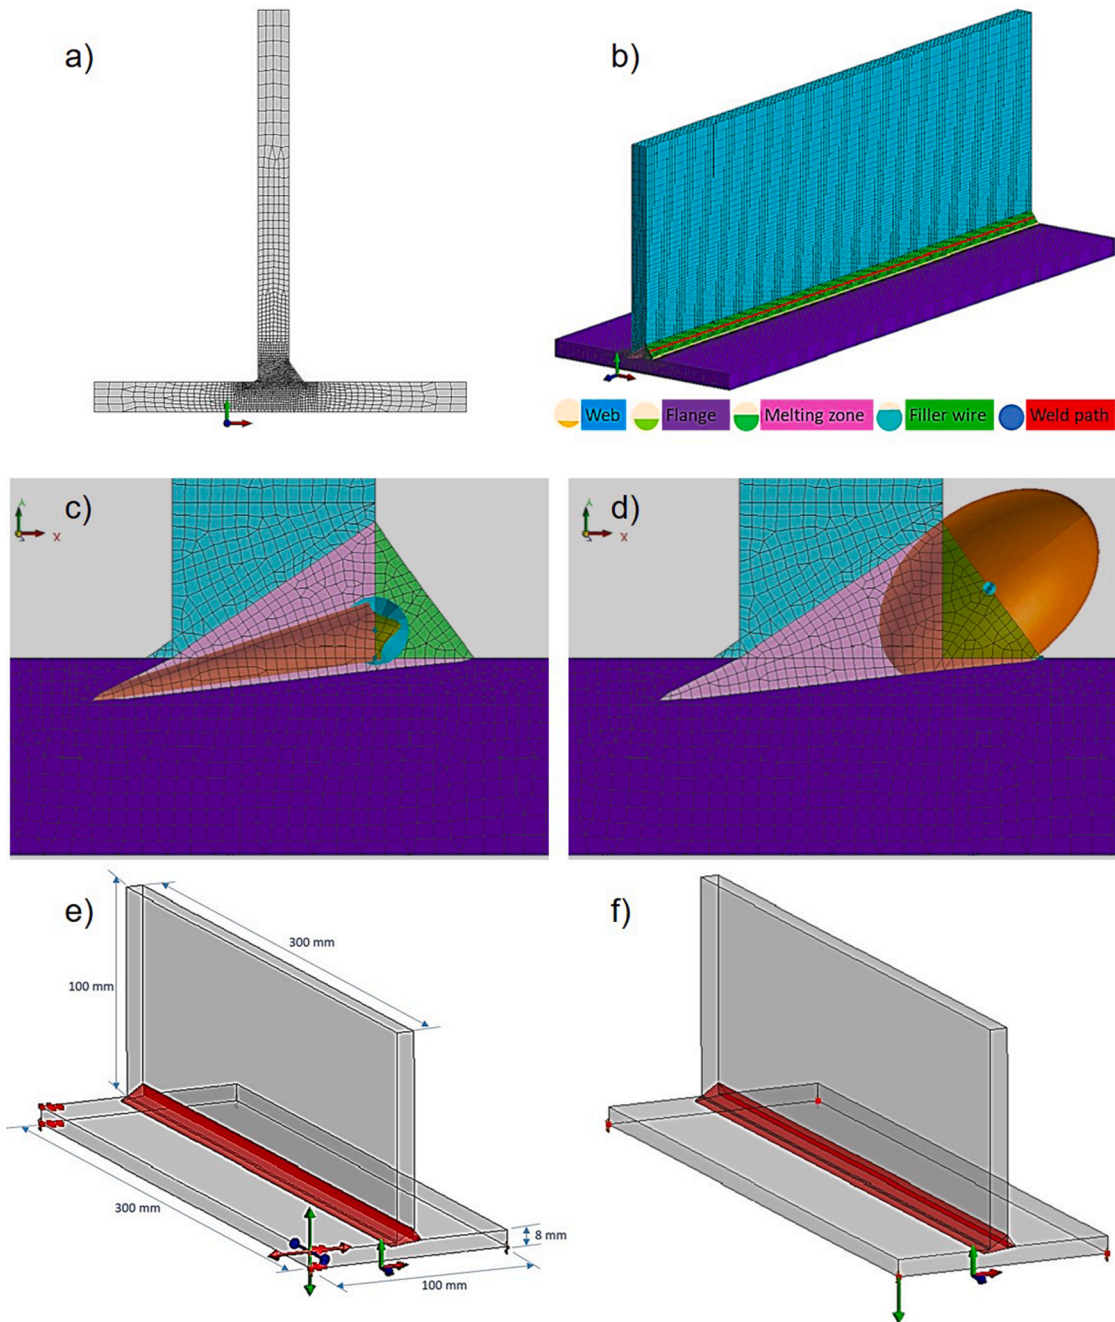 a)
b)
Web Flange Melting zone Filler wire Weld path
c)
X
d)
X
e)
300 mm
100 mm
300 mm
8 mm
100 mm
f)